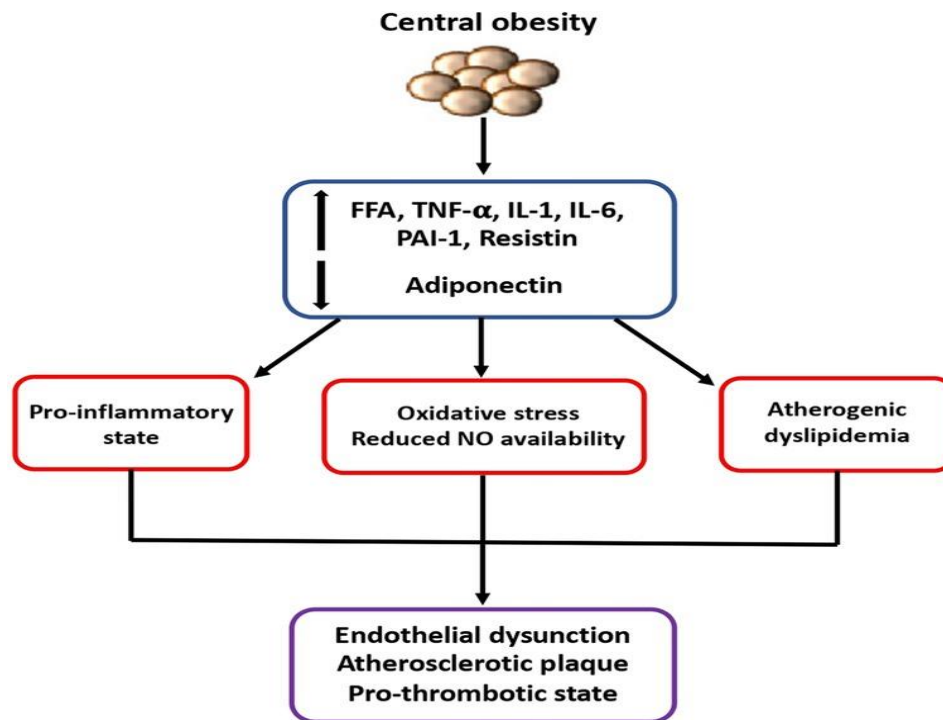 Central obesity
FFA, TNF-α, IL-1, IL-6,
PAI-1, Resistin
Adiponectin
Pro-inflammatory
state
Oxidative stress
Reduced NO availability
Atherogenic
dyslipidemia
Endothelial dysunction
Atherosclerotic plaque
Pro-thrombotic state